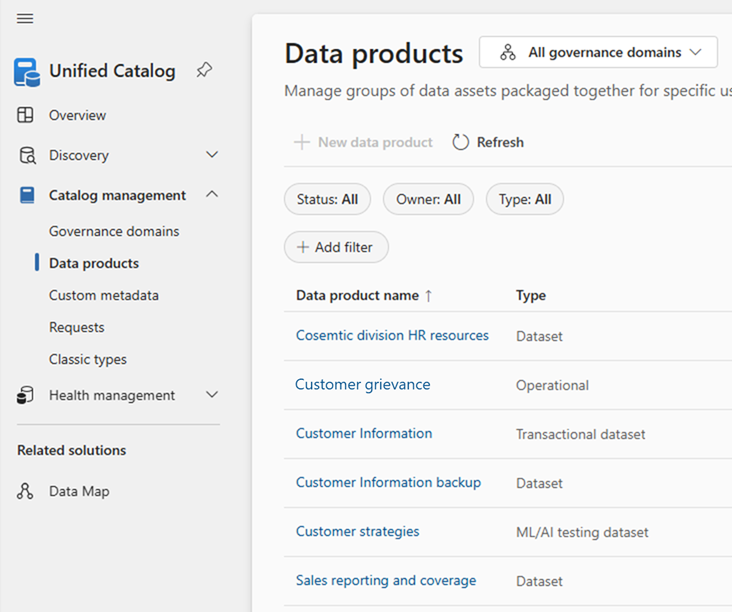 Unified Catalog
Overview
Discovery
Catalog management
Governance domains
Data products
Custom metadata
Requests
Classic types
Health management
Related solutions
Data Map
Data products
All governance domains
Manage groups of data assets packaged together for specific us
New data product
Refresh
Status: All
Owner: All
Type: All
Add filter
Data product name ↑ Type
Cosemtic division HR resources Dataset
Customer grievance Operational
Customer Information Transactional dataset
Customer Information backup Dataset
Customer strategies ML/AI testing dataset
Sales reporting and coverage Dataset